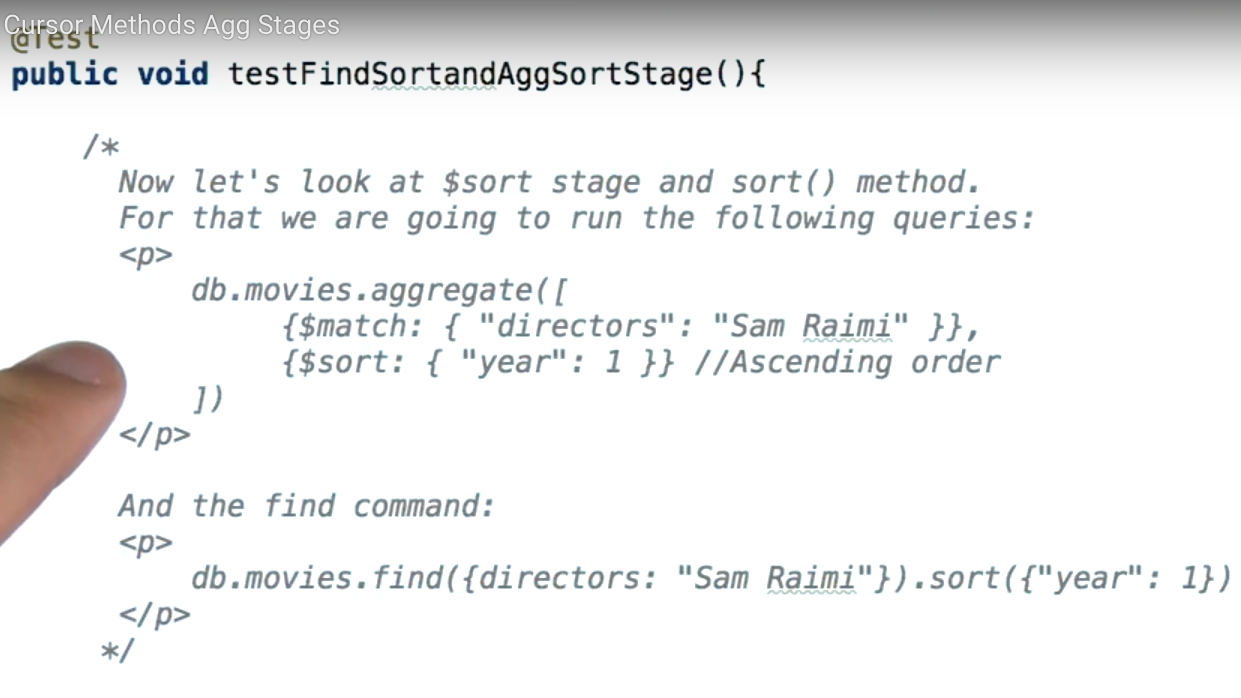 Cursor Methods Agg Stages
@Test
public void testFindSortandAggSortStage(){
/*
Now let's look at $sort stage and sort() method.
For that we are going to run the following queries:
<p>
db.movies.aggregate([
{$match: { "directors": "Sam Raimi" }},
{$sort: { "year": 1 }} //Ascending order
])
</p>
And the find command:
<p>
db.movies.find({directors: "Sam Raimi"}).sort({"year": 1})
</p>
*/